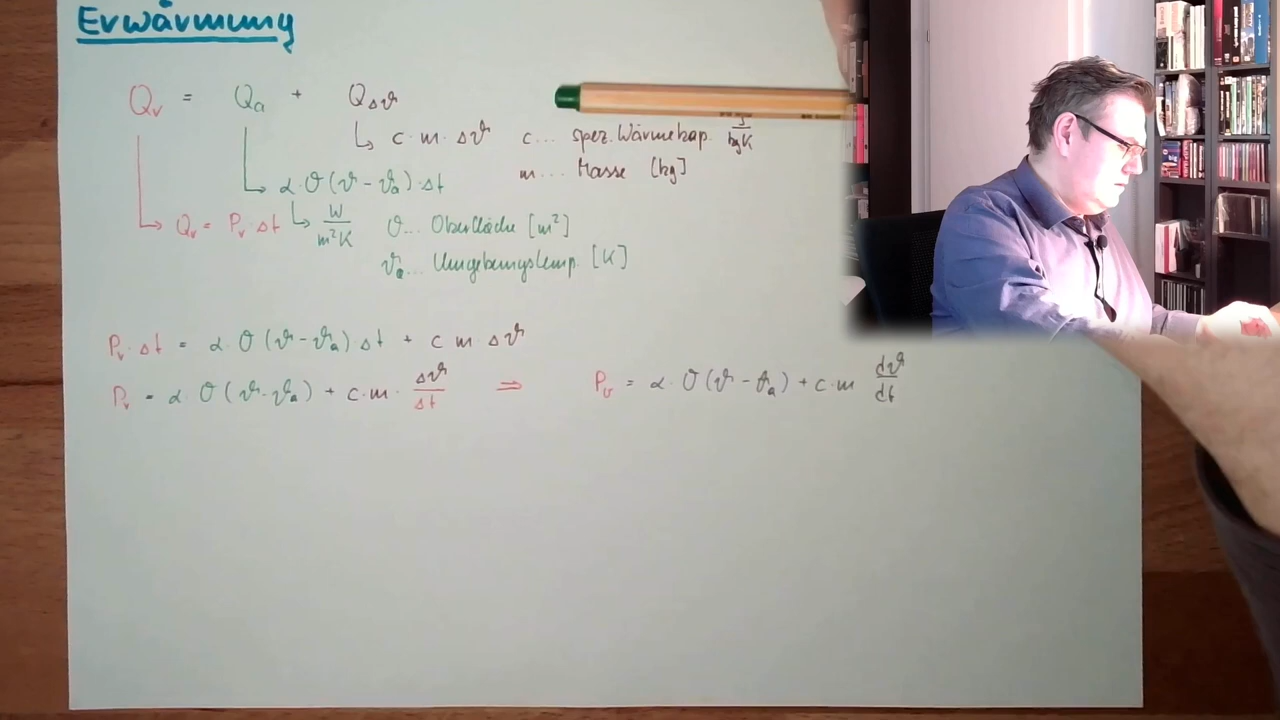 Erwärmung
Qᵥ = Qₐ + Q_Δϑ
↳ c · m · Δϑ c... spez. Wärmekap. J/kgK
m... Masse [kg]
↳ α · O (ϑ - ϑₐ) · Δt
↳ Qᵥ = Pᵥ · Δt ↳ W/m²K O... Oberfläche [m²]
ϑₐ... Umgebungstemp. [K]
Pᵥ · Δt = α · O (ϑ - ϑₐ) Δt + c m Δϑ
Pᵥ = α · O (ϑ - ϑₐ) + c · m · Δϑ/Δt ⇒ Pᵥ = α · O (ϑ - ϑₐ) + c · m dϑ/dt